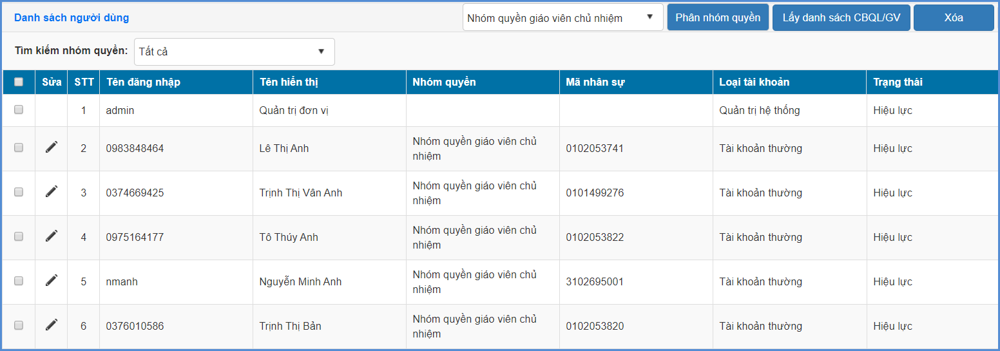 Danh sách người dùng Nhóm quyền giáo viên chủ nhiệm Phân nhóm quyền Lấy danh sách CBQL/GV Xóa
Tìm kiếm nhóm quyền: Tất cả
Sửa STT Tên đăng nhập Tên hiển thị Nhóm quyền Mã nhân sự Loại tài khoản Trạng thái
1 admin Quản trị đơn vị Quản trị hệ thống Hiệu lực
2 0983848464 Lê Thị Anh Nhóm quyền giáo viên chủ
nhiệm 0102053741 Tài khoản thường Hiệu lực
3 0374669425 Trịnh Thị Vân Anh Nhóm quyền giáo viên chủ
nhiệm 0101499276 Tài khoản thường Hiệu lực
4 0975164177 Tô Thúy Anh Nhóm quyền giáo viên chủ
nhiệm 0102053822 Tài khoản thường Hiệu lực
5 nmanh Nguyễn Minh Anh Nhóm quyền giáo viên chủ
nhiệm 3102695001 Tài khoản thường Hiệu lực
6 0376010586 Trịnh Thị Bản Nhóm quyền giáo viên chủ
nhiệm 0102053820 Tài khoản thường Hiệu lực